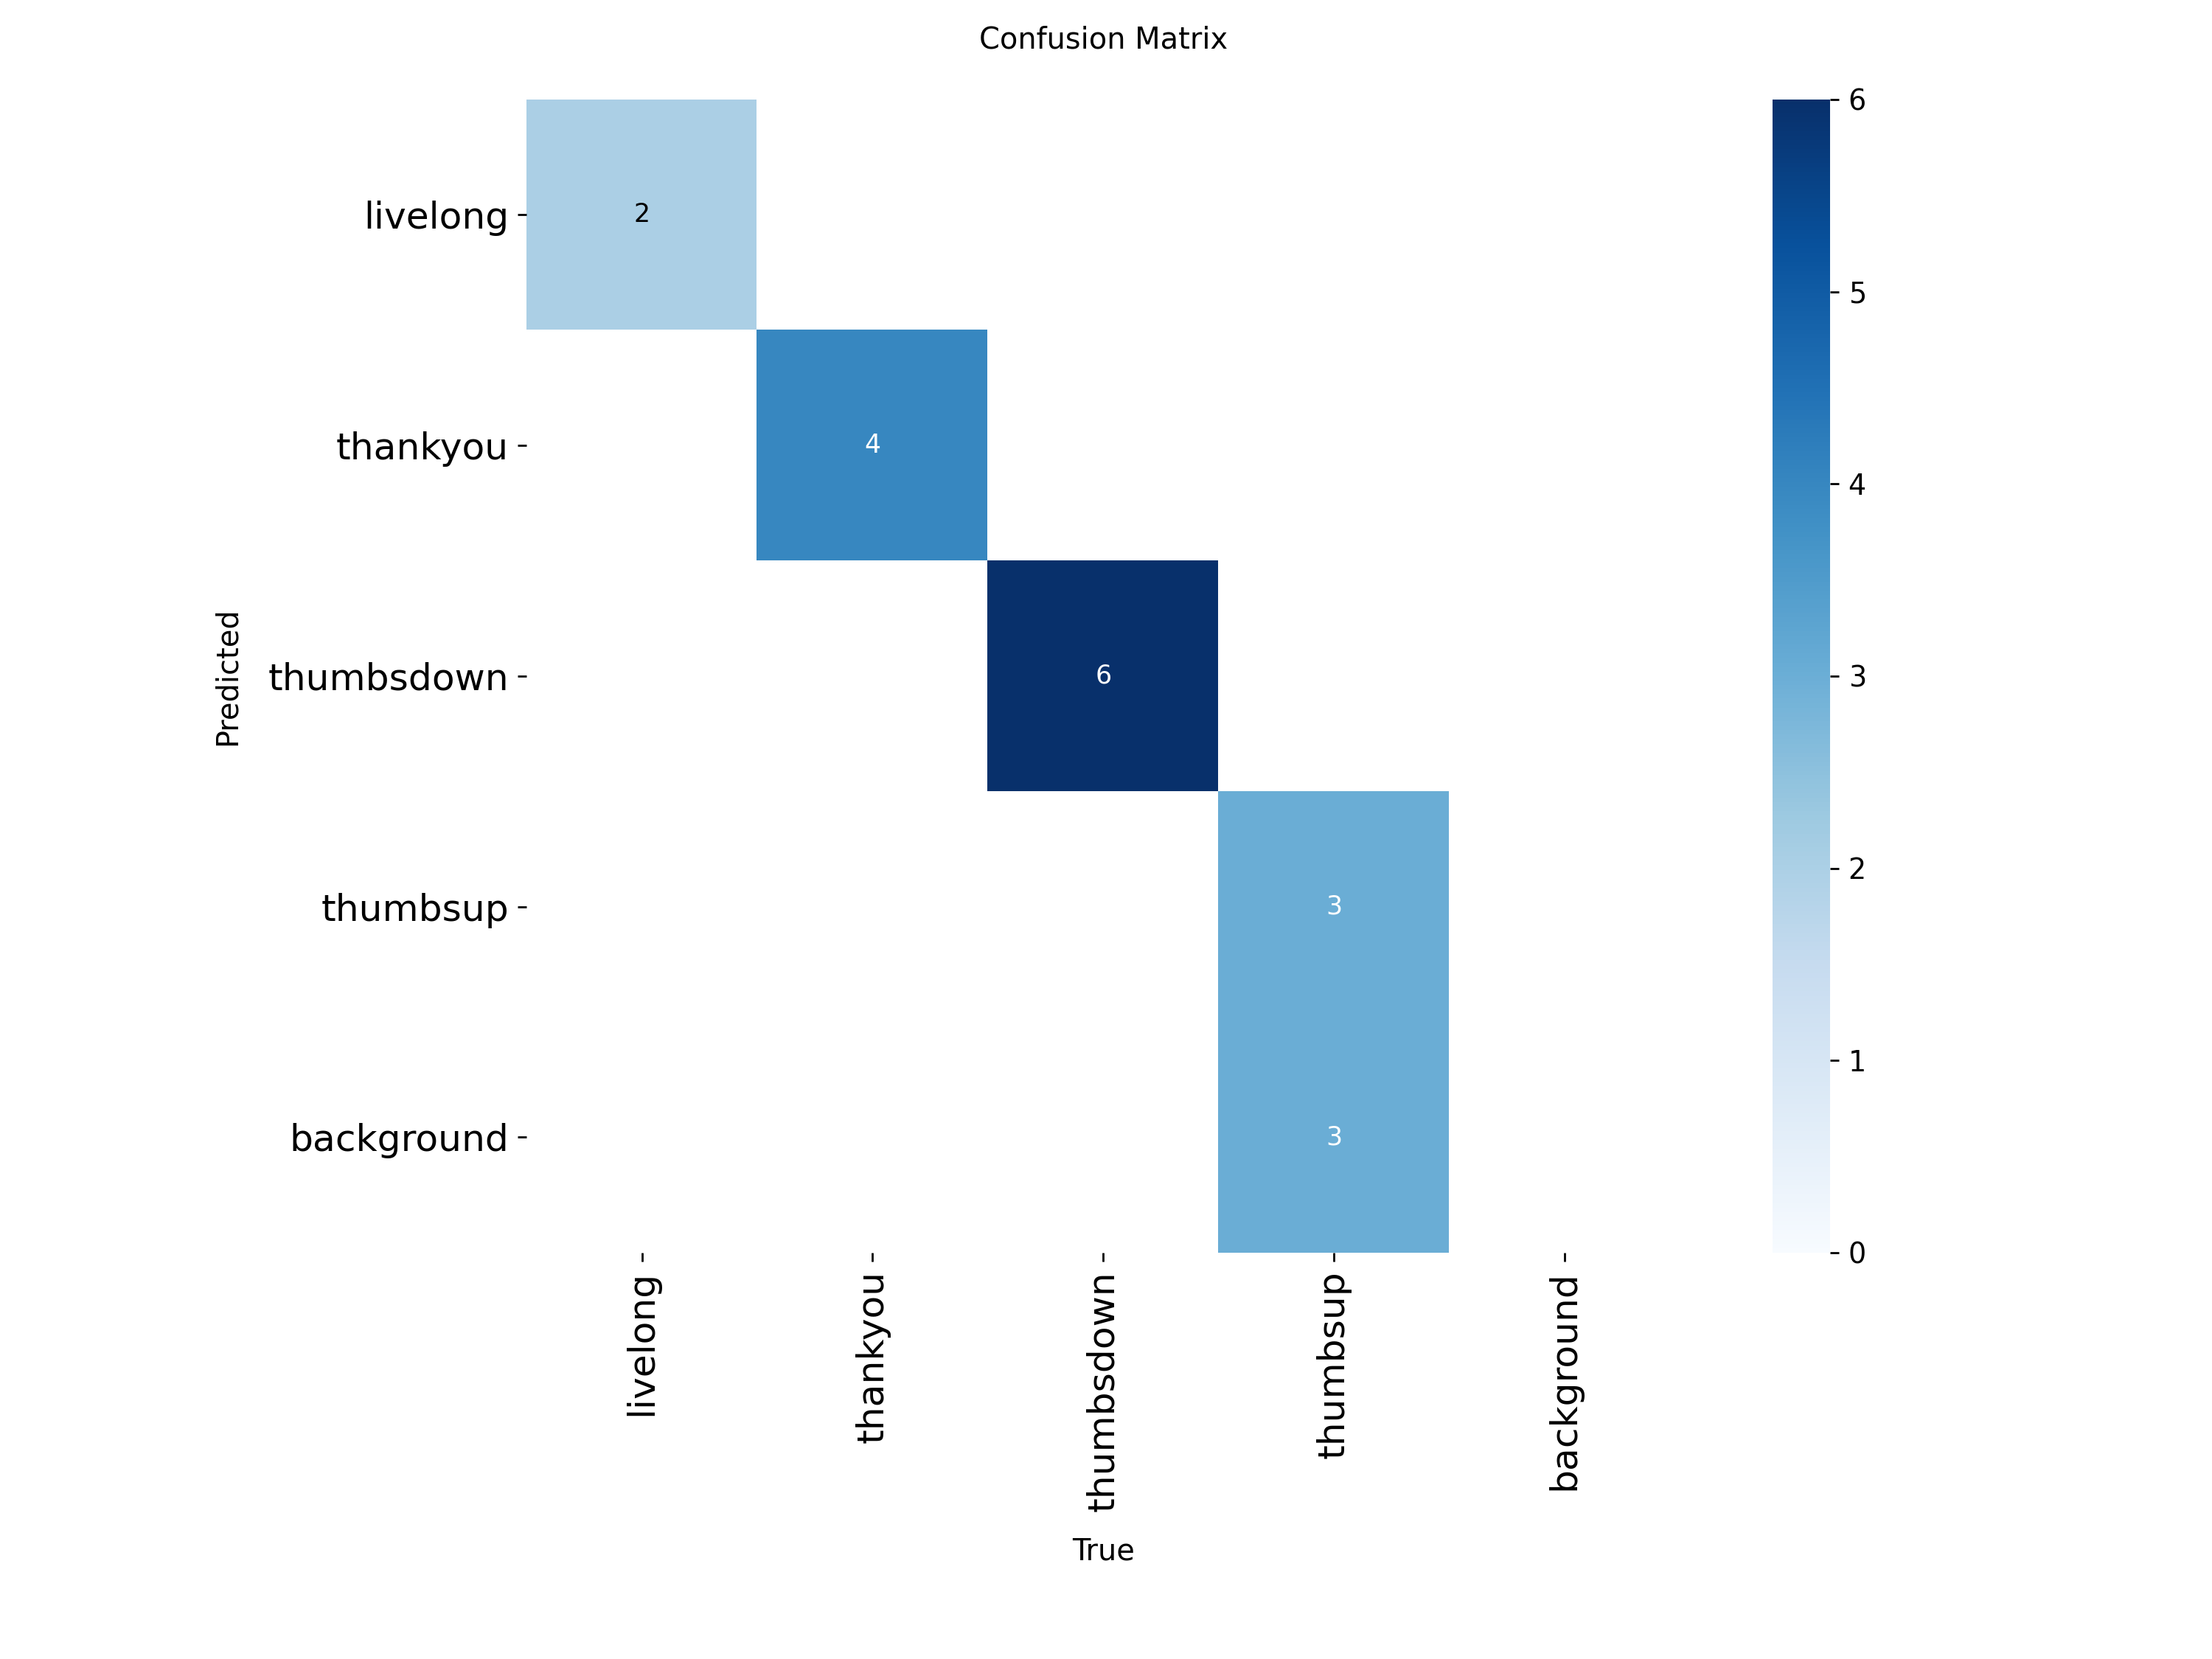 Confusion Matrix
livelong
thankyou
thumbsdown
thumbsup
background
Predicted
2
4
6
3
3
6
5
4
3
2
1
0
livelong
thankyou
thumbsdown
thumbsup
background
True